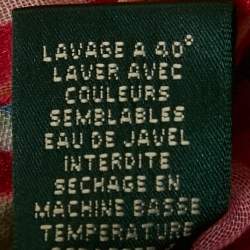 LAVAGE A 40°
LAVER AVEC
COULEURS
SEMBLABLES
EAU DE JAVEL
INTERDITE
SECHAGE EN
MACHINE BASSE
TEMPERATURE